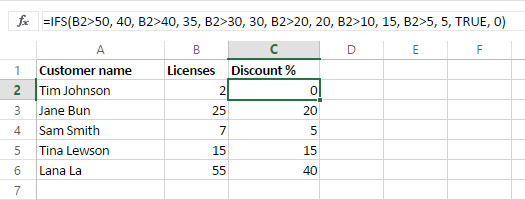 fx =IFS(B2>50, 40, B2>40, 35, B2>30, 30, B2>20, 20, B2>10, 15, B2>5, 5, TRUE, 0)
A B C D E F
1 Customer name Licenses Discount %
2 Tim Johnson 2 0
3 Jane Bun 25 20
4 Sam Smith 7 5
5 Tina Lewson 15 15
6 Lana La 55 40
7